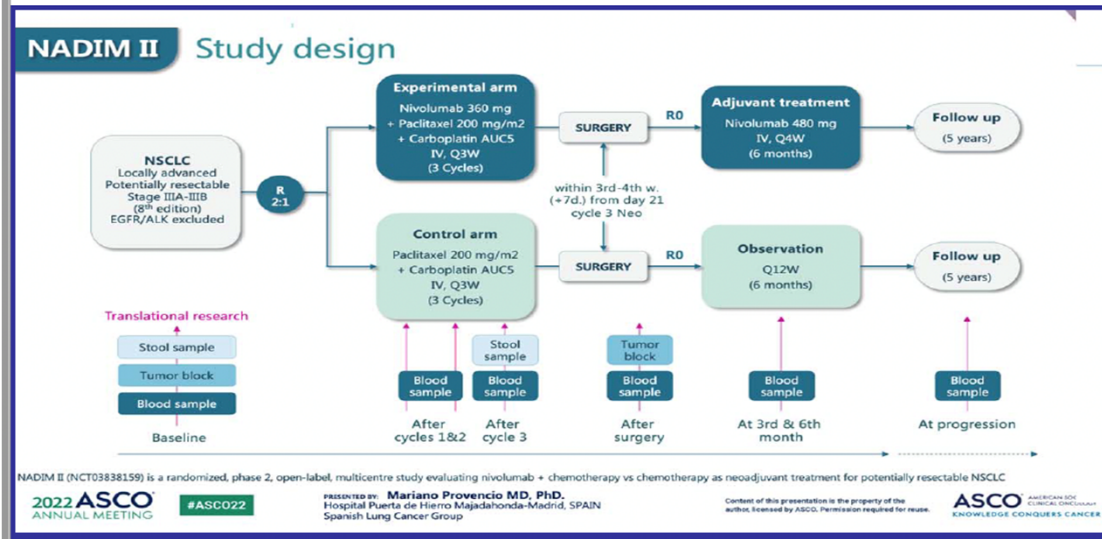 NADIM II Study design
Experimental arm
Nivolumab 360 mg
+ Paclitaxel 200 mg/m2
+ Carboplatin AUC5
IV, Q3W
(3 Cycles)
SURGERY
R0
Adjuvant treatment
Nivolumab 480 mg
IV, Q4W
(6 months)
Follow up
(5 years)
NSCLC
Locally advanced
Potentially resectable
Stage IIIA-IIIB
(8th edition)
EGFR/ALK excluded
R
2:1
within 3rd-4th w.
(+7d.) from day 21
cycle 3 Neo
Control arm
Paclitaxel 200 mg/m2
+ Carboplatin AUC5
IV, Q3W
(3 Cycles)
SURGERY
R0
Observation
Q12W
(6 months)
Follow up
(5 years)
Translational research
Stool sample
Tumor block
Blood sample
Baseline
Blood
sample
After
cycles 1&2
Stool
sample
Blood
sample
After
cycle 3
Tumor
block
Blood
sample
After
surgery
Blood
sample
At 3rd & 6th
month
Blood
sample
At progression
NADIM II (NCT03838159) is a randomized, phase 2, open-label, multicentre study evaluating nivolumab + chemotherapy vs chemotherapy as neoadjuvant treatment for potentially resectable NSCLC
2022 ASCO
ANNUAL MEETING
#ASCO22
PRESENTED BY: Mariano Provencio MD, PhD.
Hospital Puerta de Hierro Majadahonda-Madrid, SPAIN
Spanish Lung Cancer Group
Content of this presentation is the property of the
author, licensed by ASCO. Permission required for reuse.
ASCO AMERICAN SOC
CLINICAL ONCOLOG
KNOWLEDGE CONQUERS CANCER